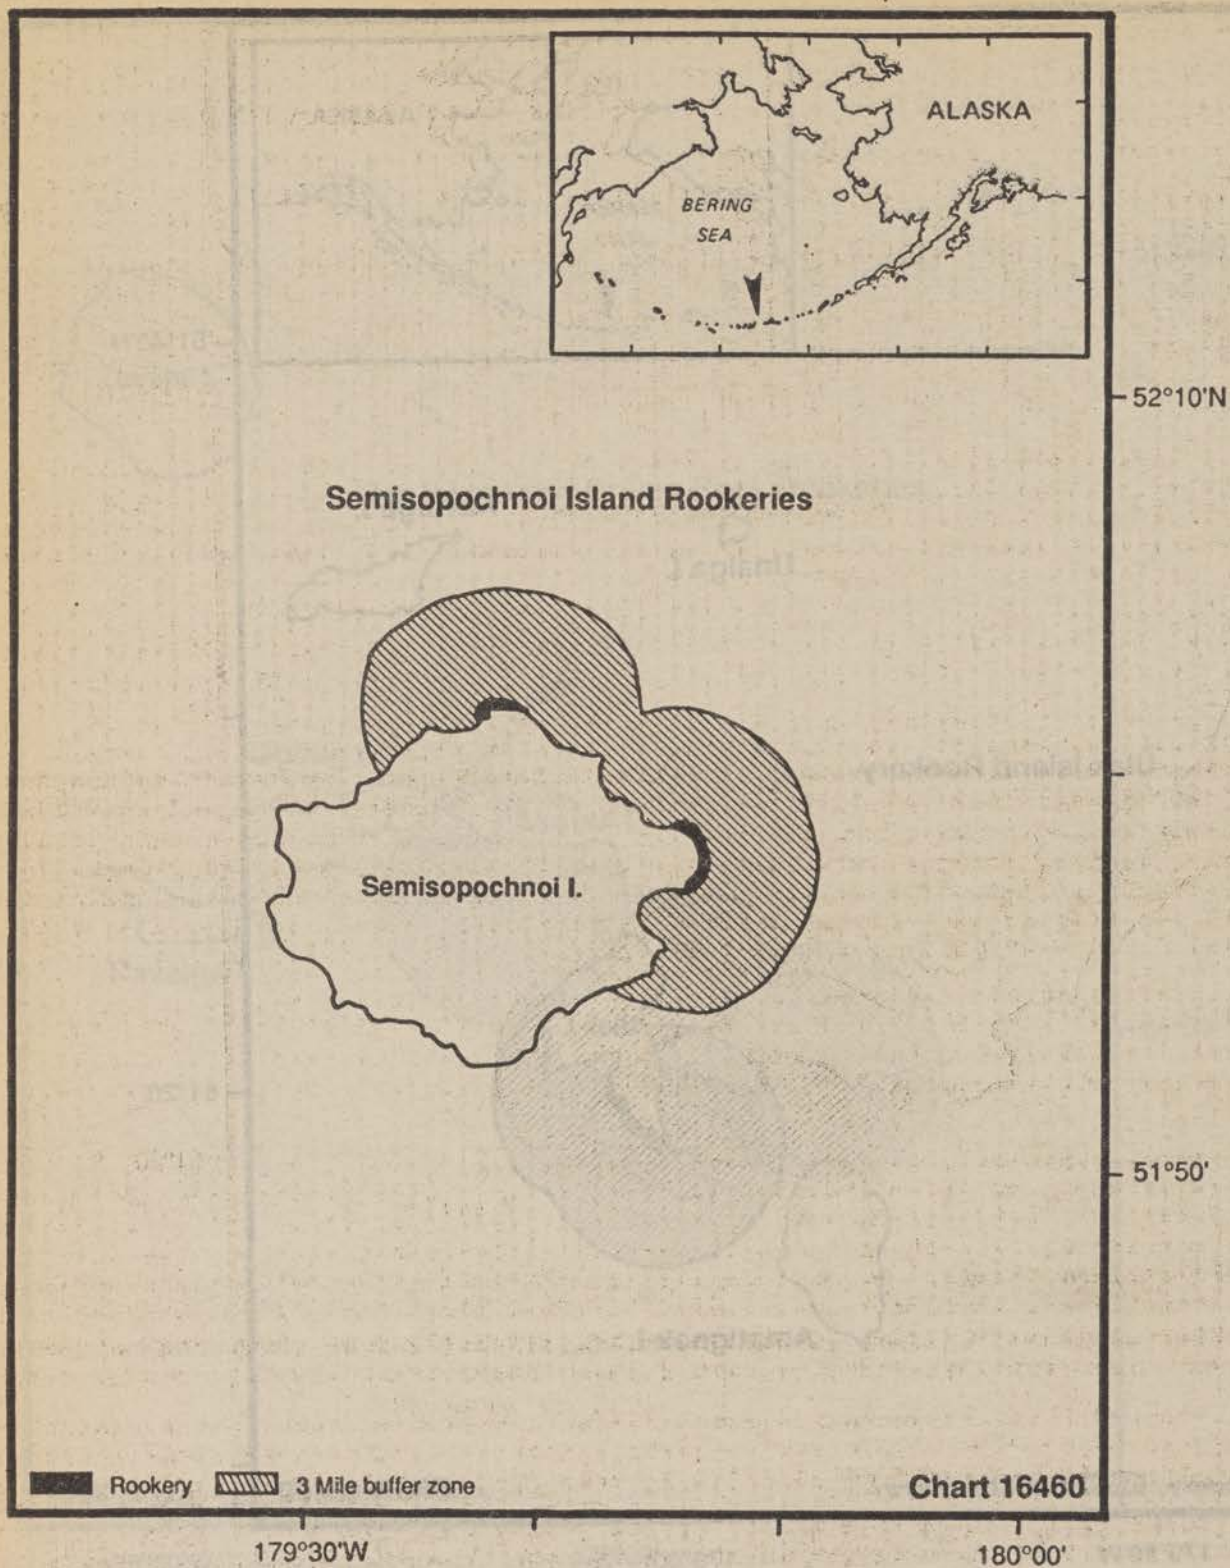 ALASKA
BERING
SEA
52°10'N
Semisopochnoi Island Rookeries
Semisopochnoi I.
51°50'
Rookery
3 Mile buffer zone
Chart 16460
179°30'W
180°00'